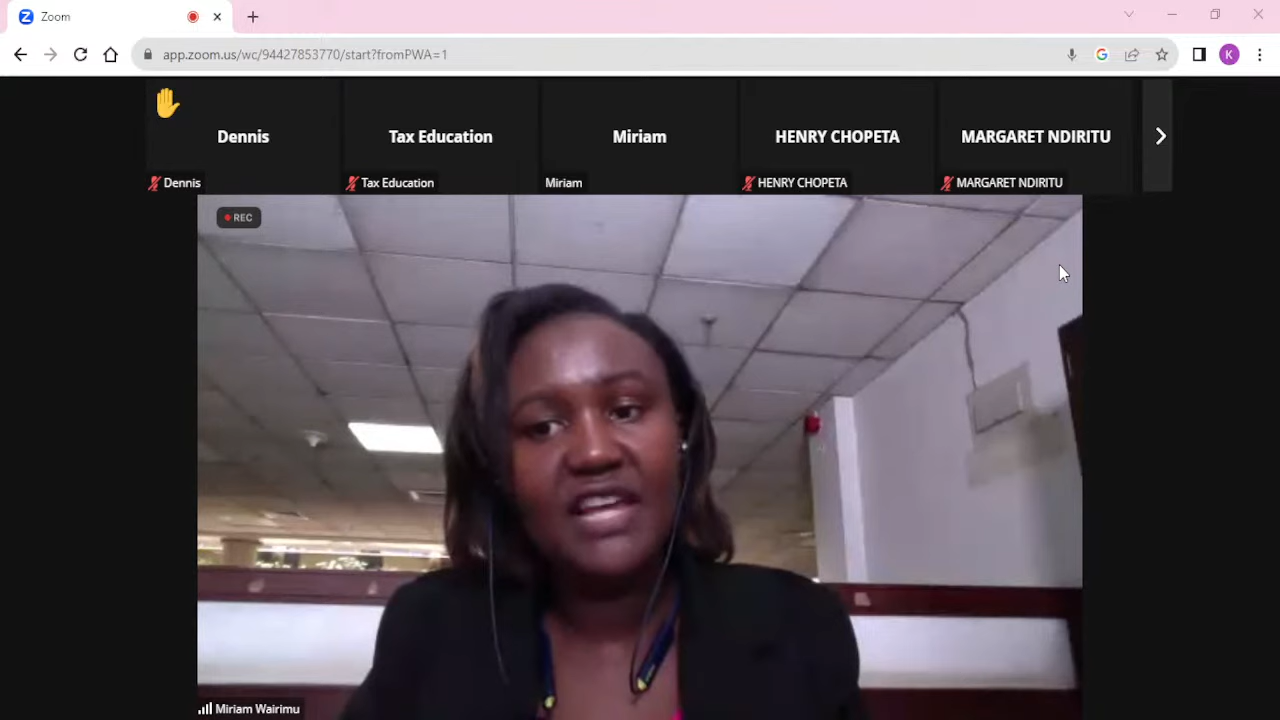 Zoom
app.zoom.us/wc/94427853770/start?fromPWA=1
K
Dennis
Tax Education
Miriam
HENRY CHOPETA
MARGARET NDIRITU
Dennis
Tax Education
Miriam
HENRY CHOPETA
MARGARET NDIRITU
REC
Miriam Wairimu